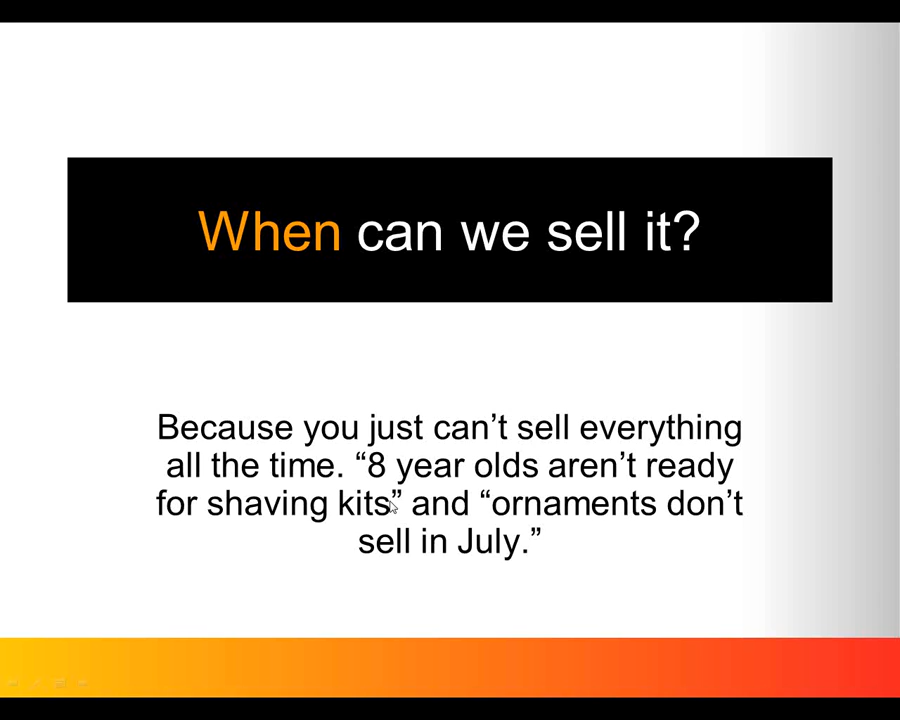 When can we sell it?
Because you just can’t sell everything
all the time. “8 year olds aren’t ready
for shaving kits” and “ornaments don’t
sell in July.”